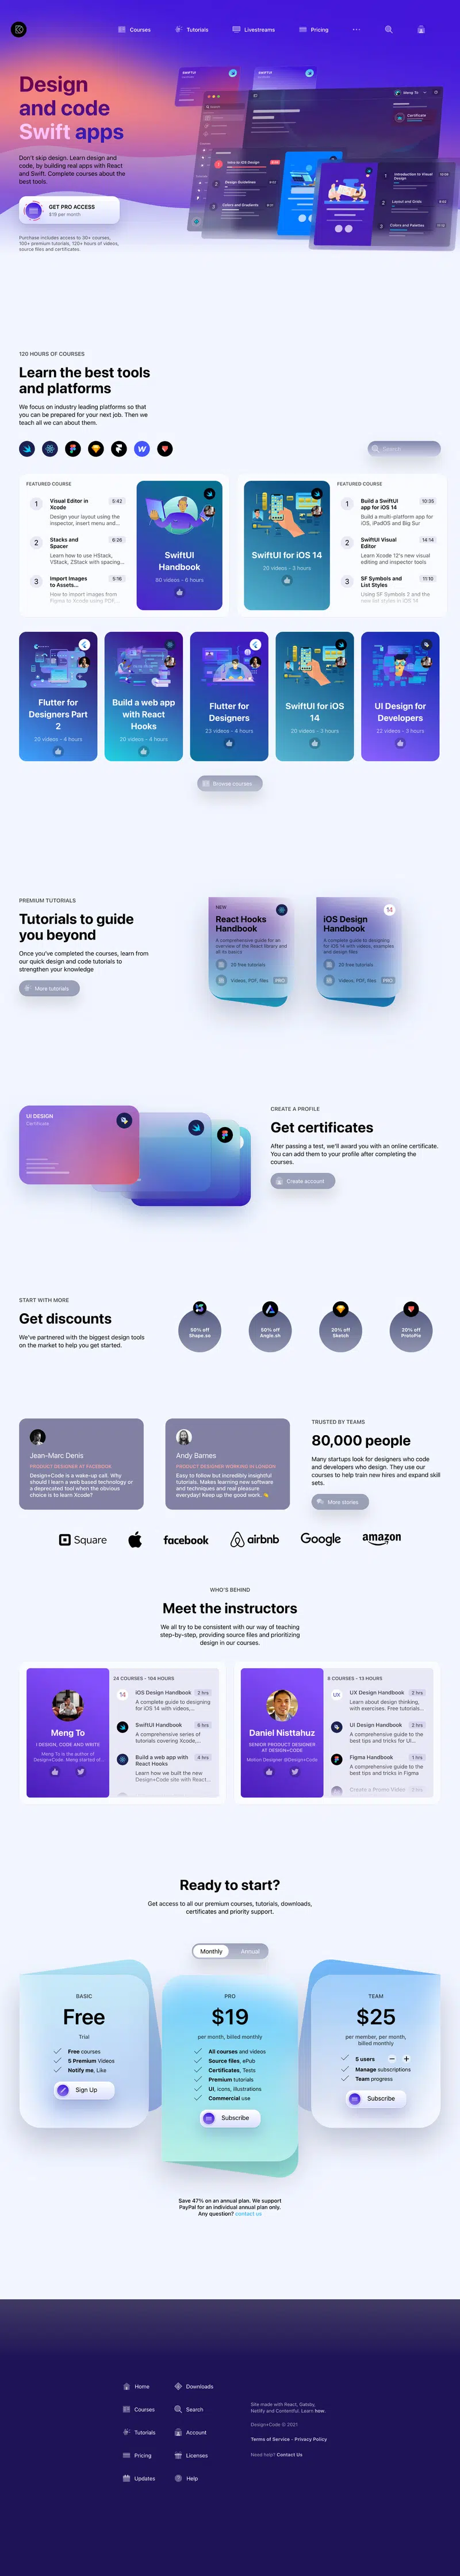 Courses
Tutorials
Livestreams
Pricing
Design
and code
Swift apps
Don't skip design. Learn design and
code, by building real apps with React
and Swift. Complete courses about the
best tools.
GET PRO ACCESS
$19 per month
Purchase includes access to 30+ courses,
100+ premium tutorials, 120+ hours of videos,
source files and certificates.
SwiftUI
SwiftUI
Meng To
Certificate
Intro to iOS Design
2
Design Guidelines
3
Colors and Gradients
1
Introduction to Visual
Design
2
Layout and Grids
3
Colors and Palettes
120 HOURS OF COURSES
Learn the best tools
and platforms
We focus on industry leading platforms so that
you can be prepared for your next job. Then we
teach all we can about them.
Search
FEATURED COURSE
1
Visual Editor in
Xcode
5:42
Design your layout using the
inspector, insert menu and...
2
Stacks and
Spacer
6:26
Learn how to use HStack,
VStack, ZStack with spacing...
3
Import Images
to Assets...
5:16
How to import images from
Figma to Xcode using PDF...
SwiftUI
Handbook
80 videos - 6 hours
SwiftUI for iOS 14
20 videos - 3 hours
FEATURED COURSE
1
Build a SwiftUI
app for iOS 14
10:35
Build a multi-platform app for
iOS, iPadOS and Big Sur
2
SwiftUI Visual
Editor
14:14
Learn Xcode 12's new visual
editing and inspector tools
3
SF Symbols and
List Styles
11:10
Using SF Symbols 2 and the
new list styles in iOS 14
Flutter for
Designers Part
2
20 videos - 4 hours
Build a web app
with React
Hooks
20 videos - 4 hours
Flutter for
Designers
23 videos - 4 hours
SwiftUI for iOS
14
20 videos - 3 hours
UI Design for
Developers
22 videos - 3 hours
Browse courses
PREMIUM TUTORIALS
Tutorials to guide
you beyond
Once you've completed the courses, learn from
our quick design and code tutorials to
strengthen your knowledge
More tutorials
NEW
React Hooks
Handbook
A comprehensive guide for an
overview of the React library and
all its basics
20 free tutorials
Videos, PDF, files
PRO
14
iOS Design
Handbook
A complete guide to designing
for iOS 14 with videos, examples
and design files
20 free tutorials
Videos, PDF, files
PRO
UI DESIGN
Certificate
CREATE A PROFILE
Get certificates
After passing a test, we'll award you with an online certificate.
You can add them to your profile after completing the
courses.
Create account
START WITH MORE
Get discounts
We've partnered with the biggest design tools
on the market to help you get started.
50% off
Shape.so
50% off
Angle.sh
20% off
Sketch
20% off
ProtoPie
Jean-Marc Denis
PRODUCT DESIGNER AT FACEBOOK
Design+Code is a wake-up call. Why
should I learn a web based technology or
a deprecated tool when the obvious
choice is to learn Xcode?
Andy Barnes
PRODUCT DESIGNER WORKING IN LONDON
Easy to follow but incredibly insightful
tutorials. Makes learning new software
and techniques and real pleasure
everyday! Keep up the good work.
TRUSTED BY TEAMS
80,000 people
Many startups look for designers who code
and developers who design. They use our
courses to help train new hires and expand skill
sets.
More stories
Square
facebook
airbnb
Google
amazon
WHO'S BEHIND
Meet the instructors
We all try to be consistent with our way of teaching
step-by-step, providing source files and prioritizing
design in our courses.
Meng To
I DESIGN, CODE AND WRITE
Meng To is the author of
Design+Code. Meng started of...
24 COURSES - 104 HOURS
14
iOS Design Handbook
2 hrs
A complete guide to designing
for iOS 14 with videos,...
SwiftUI Handbook
6 hrs
A comprehensive series of
tutorials covering Xcode,...
Build a web app with
React Hooks
4 hrs
Learn how we built the new
Design+Code site with React...
Daniel Nisttahuz
SENIOR PRODUCT DESIGNER
AT DESIGN+CODE
Motion Designer @Design+Code
8 COURSES - 13 HOURS
UX
UX Design Handbook
2 hrs
Learn about design thinking,
with exercises. Free tutorials...
UI Design Handbook
2 hrs
A comprehensive guide to the
best tips and tricks for UI...
Figma Handbook
1 hrs
A comprehensive guide to the
best tips and tricks in Figma
Create a Promo Video
Ready to start?
Get access to all our premium courses, tutorials, downloads,
certificates and priority support.
Monthly
Annual
BASIC
Free
Trial
Free courses
5 Premium Videos
Notify me, Like
Sign Up
PRO
$19
per month, billed monthly
All courses and videos
Source files, ePub
Certificates, Tests
Premium tutorials
UI, icons, illustrations
Commercial use
Subscribe
TEAM
$25
per member, per month,
billed monthly
5 users
Manage subscriptions
Team progress
Subscribe
Save 47% on an annual plan. We support
PayPal for an individual annual plan only.
Any question? contact us
Home
Courses
Tutorials
Pricing
Updates
Downloads
Search
Account
Licenses
Help
Site made with React, Gatsby,
Netlify and Contentful. Learn how.
Design+Code © 2021
Terms of Service - Privacy Policy
Need help? Contact Us